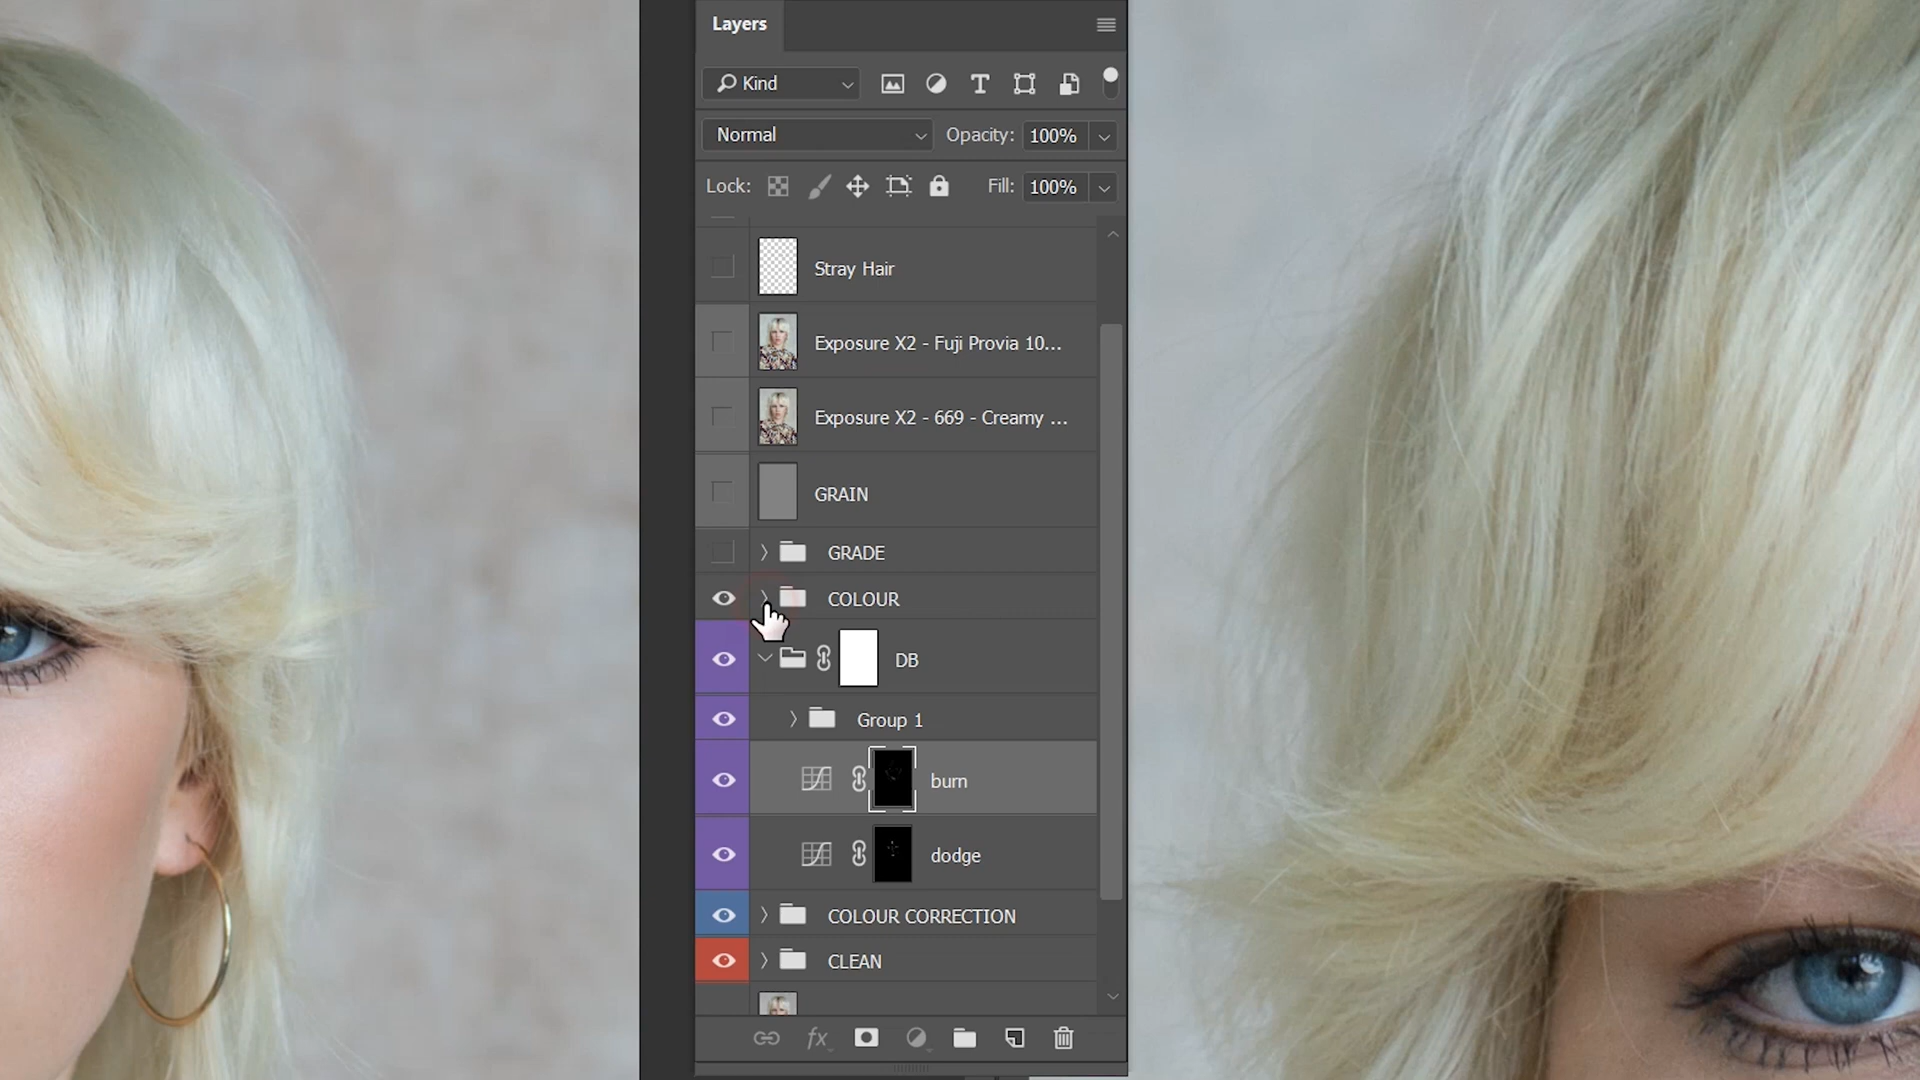 Layers
Kind
Normal Opacity: 100%
Lock: Fill: 100%
Stray Hair
Exposure X2 - Fuji Provia 10...
Exposure X2 - 669 - Creamy ...
GRAIN
GRADE
COLOUR
DB
Group 1
burn
dodge
COLOUR CORRECTION
CLEAN
fx